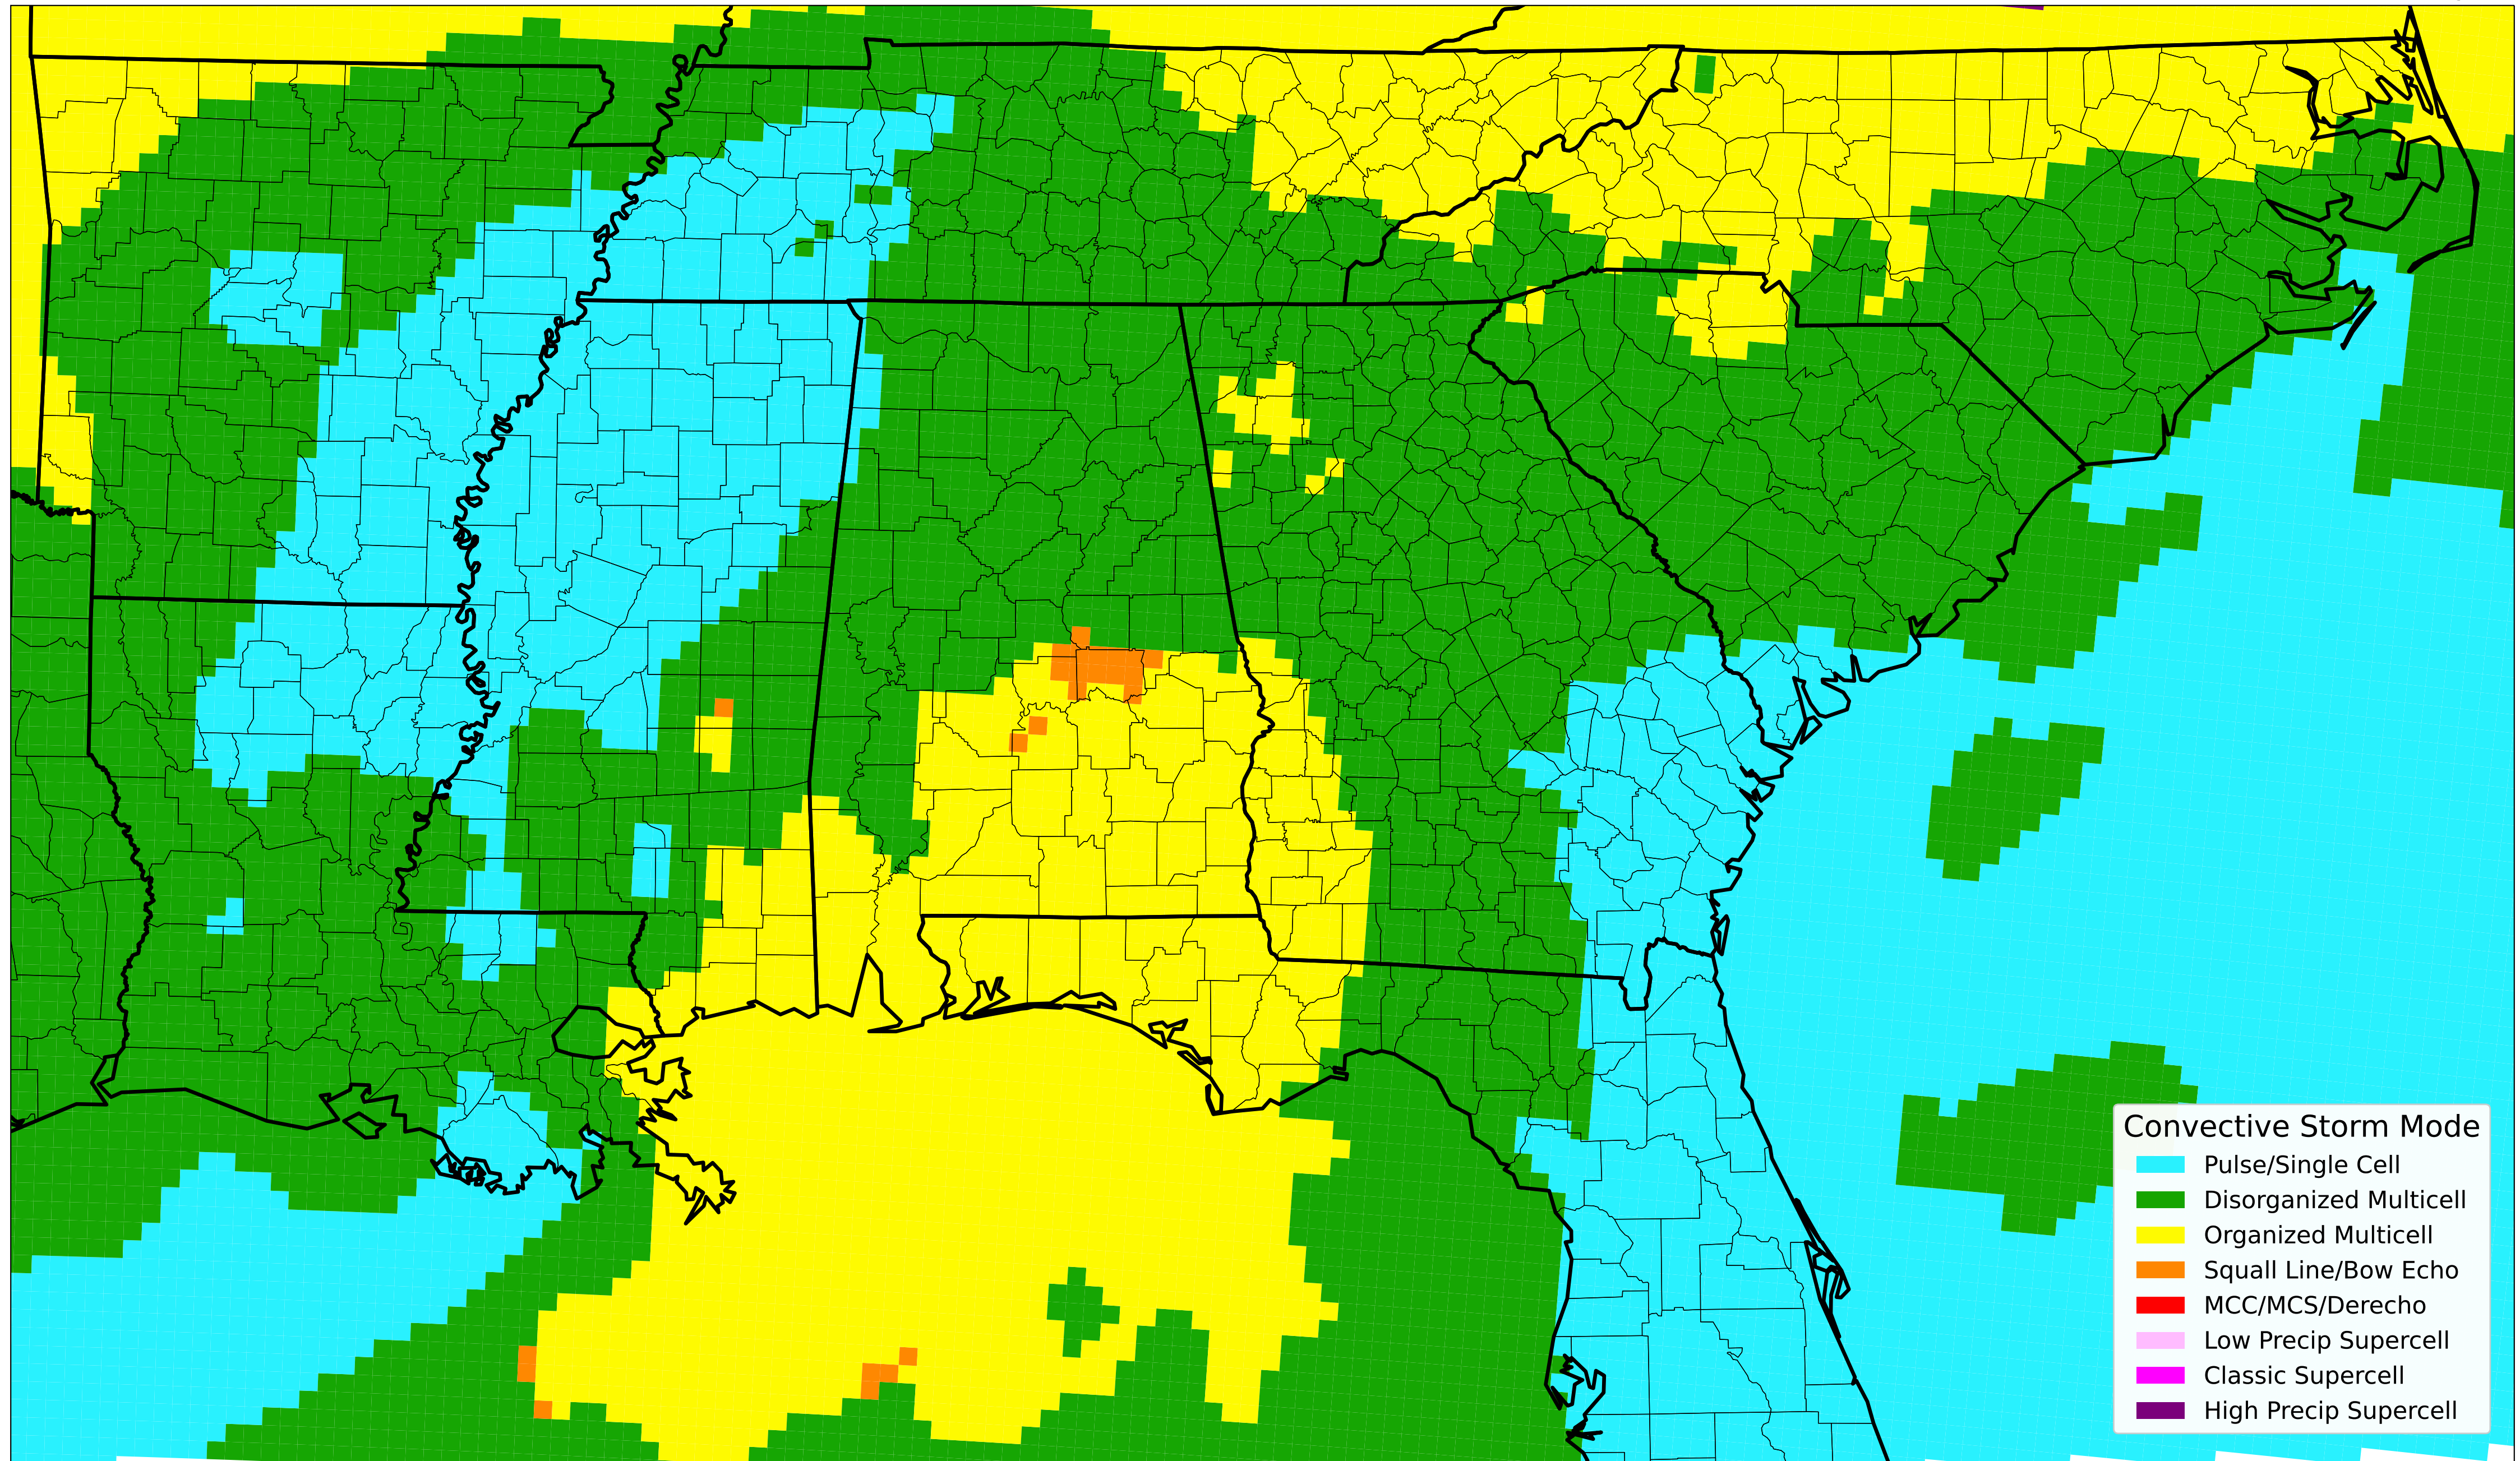 Convective Storm Mode
Pulse/Single Cell
Disorganized Multicell
Organized Multicell
Squall Line/Bow Echo
MCC/MCS/Derecho
Low Precip Supercell
Classic Supercell
High Precip Supercell